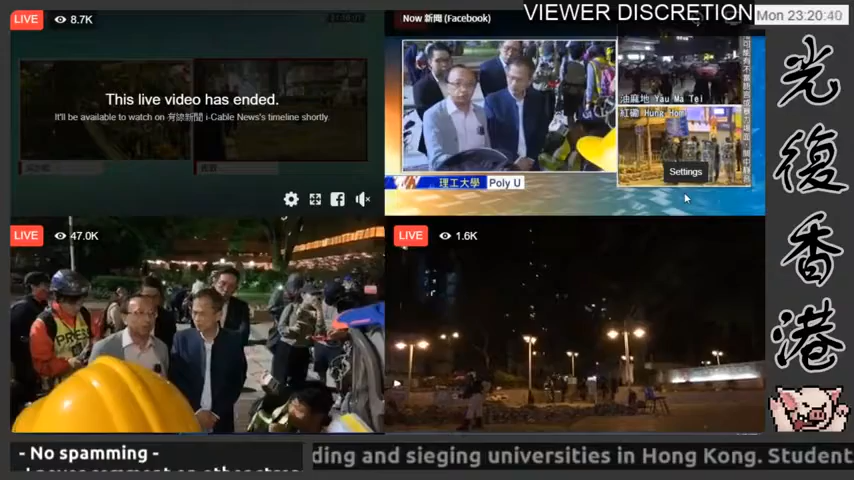 VIEWER DISCRETION
Mon 23:20:40
LIVE
8.7K
This live video has ended.
It'll be available to watch on 有線新聞 i-Cable News's timeline shortly.
Now 新聞 (Facebook)
油麻地 Yau Ma Tei
紅磡 Hung Hom
Settings
理工大學 Poly U
LIVE
47.0K
PRESS
LIVE
1.6K
光復香港
- No spamming -
ding and sieging universities in Hong Kong. Student